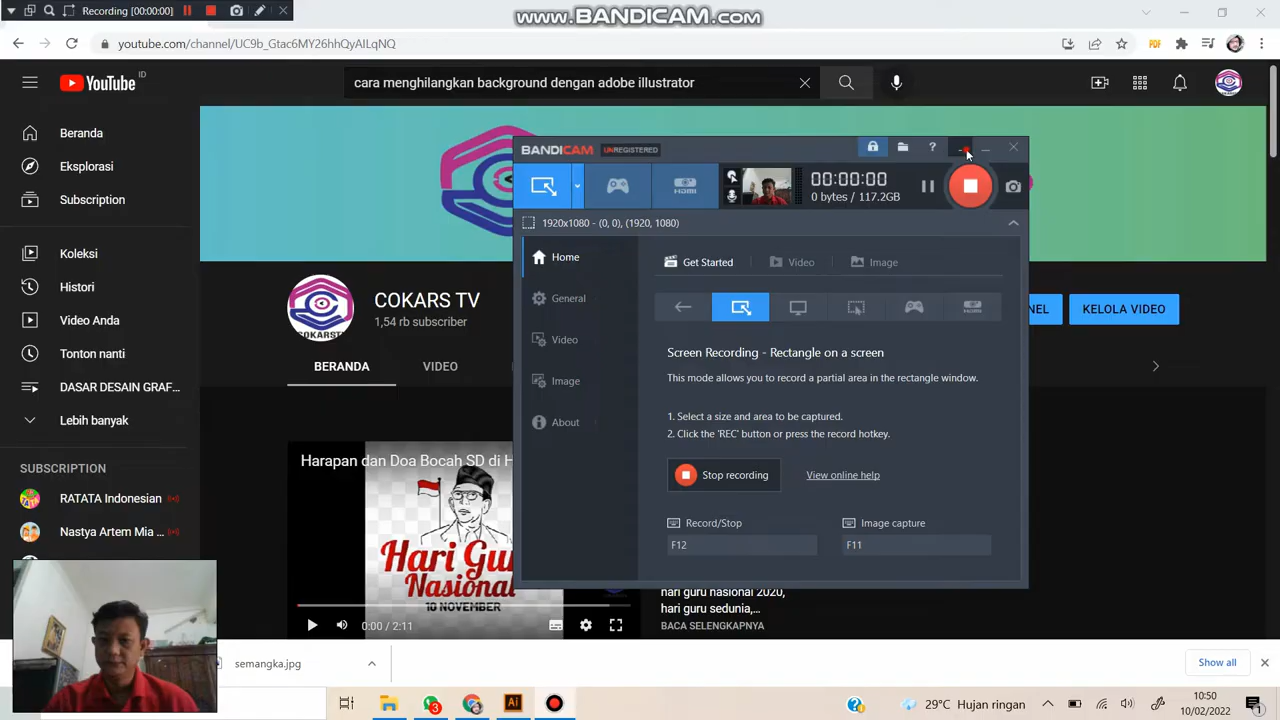 Recording [00:00:00]
www.BANDICAM.com
youtube.com/channel/UC9b_Gtac6MY26hhQyAILqNQ
PDF
YouTube ID
cara menghilangkan background dengan adobe illustrator
Beranda
Eksplorasi
Subscription
Koleksi
Histori
Video Anda
Tonton nanti
DASAR DESAIN GRAF...
Lebih banyak
SUBSCRIPTION
RATATA Indonesian
Nastya Artem Mia ...
COKARS TV
1,54 rb subscriber
NEL
KELOLA VIDEO
BERANDA
VIDEO
Harapan dan Doa Bocah SD di H
Hari Gu
Nasional
10 NOVEMBER
0:00 / 2:11
hari guru nasional 2020,
hari guru sedunia,...
BACA SELENGKAPNYA
BANDICAM UNREGISTERED
?
HDMI
00:00:00
0 bytes / 117.2GB
1920x1080 - (0, 0), (1920, 1080)
Home
General
Video
Image
About
Get Started
Video
Image
HDMI
Screen Recording - Rectangle on a screen
This mode allows you to record a partial area in the rectangle window.
1. Select a size and area to be captured.
2. Click the 'REC' button or press the record hotkey.
Stop recording
View online help
Record/Stop
Image capture
F12
F11
semangka.jpg
Show all
3
Ai
29°C Hujan ringan
10:50
10/02/2022
1